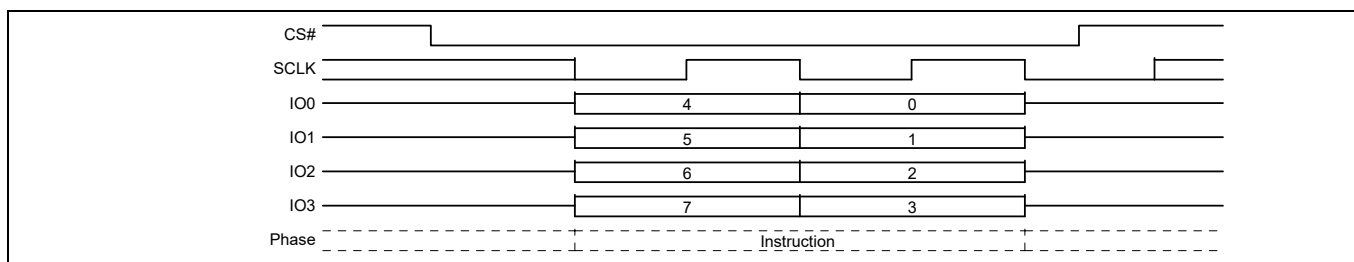 CS#
SCLK
IO0 4 0
IO1 5 1
IO2 6 2
IO3 7 3
Phase Instruction